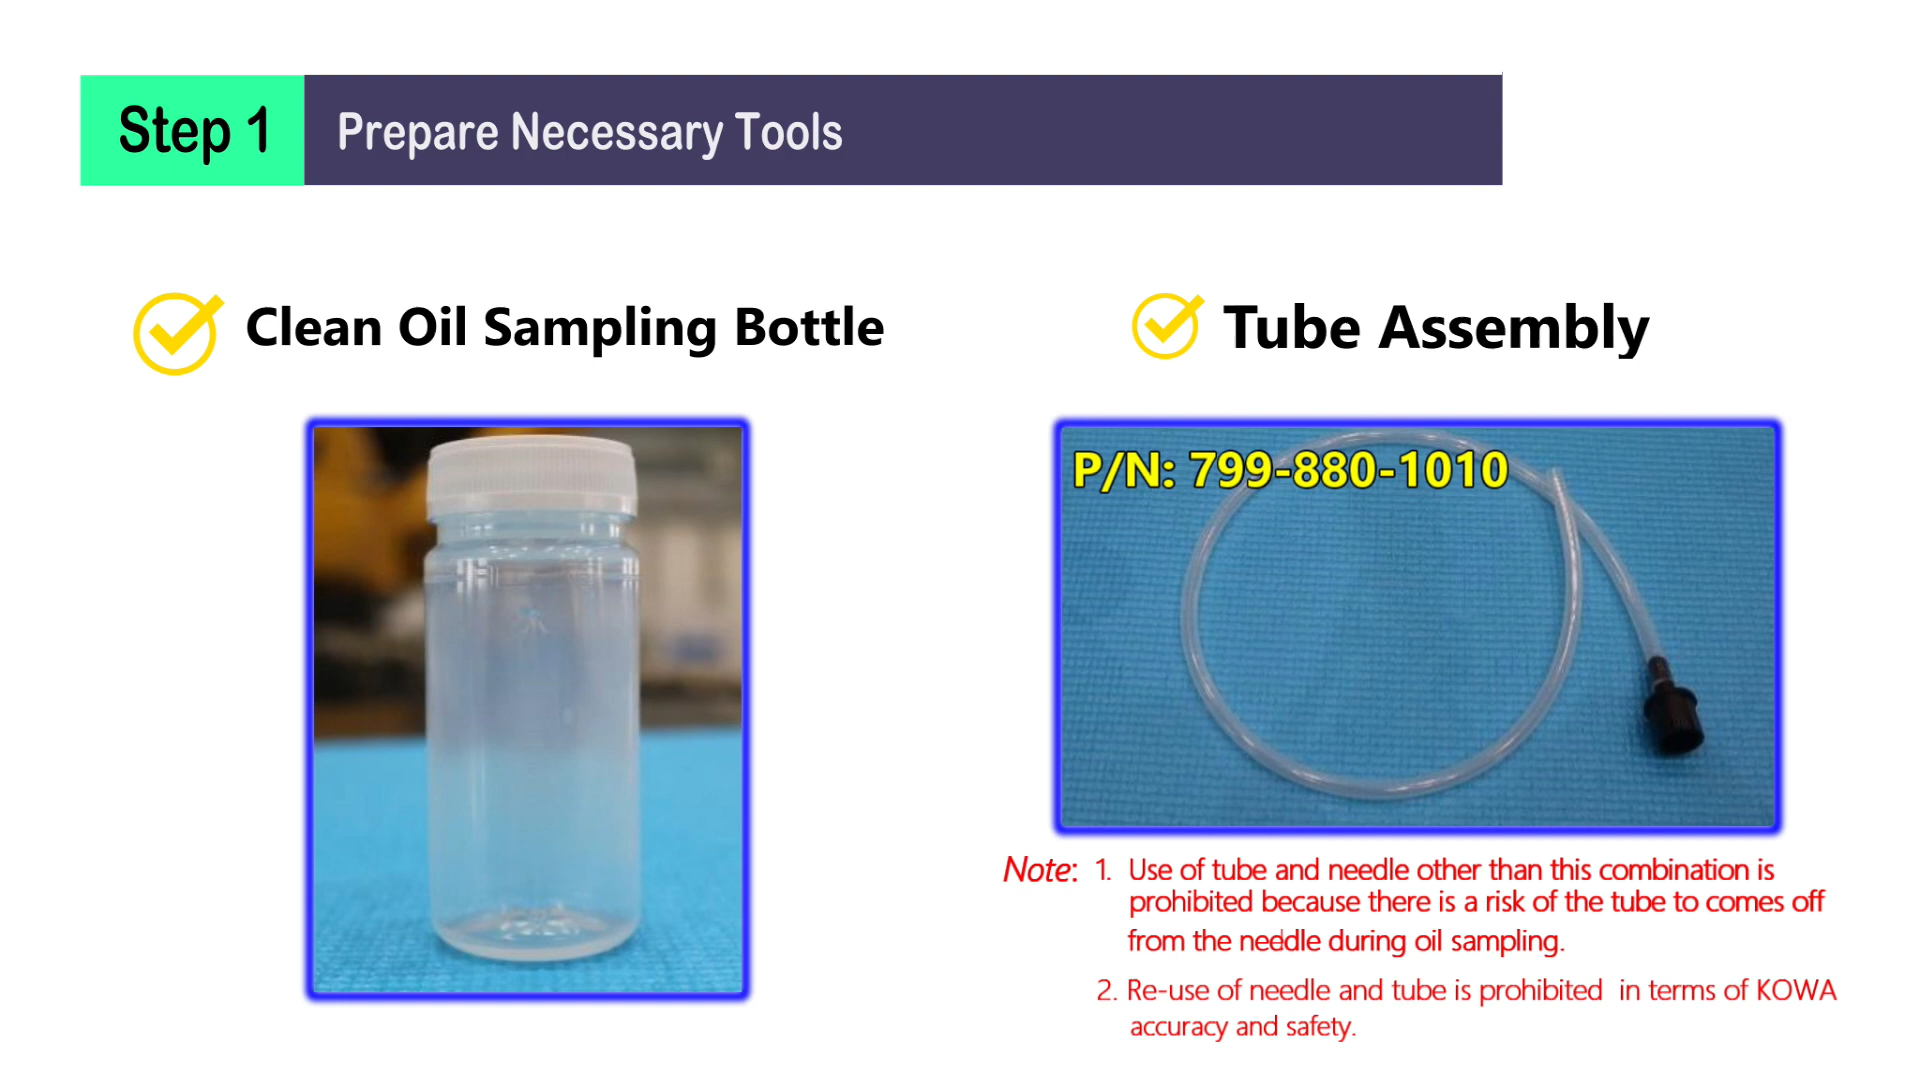 Step 1
Prepare Necessary Tools
Clean Oil Sampling Bottle
Tube Assembly
P/N: 799-880-1010
Note: 1. Use of tube and needle other than this combination is
prohibited because there is a risk of the tube to comes off
from the needle during oil sampling.
2. Re-use of needle and tube is prohibited in terms of KOWA
accuracy and safety.